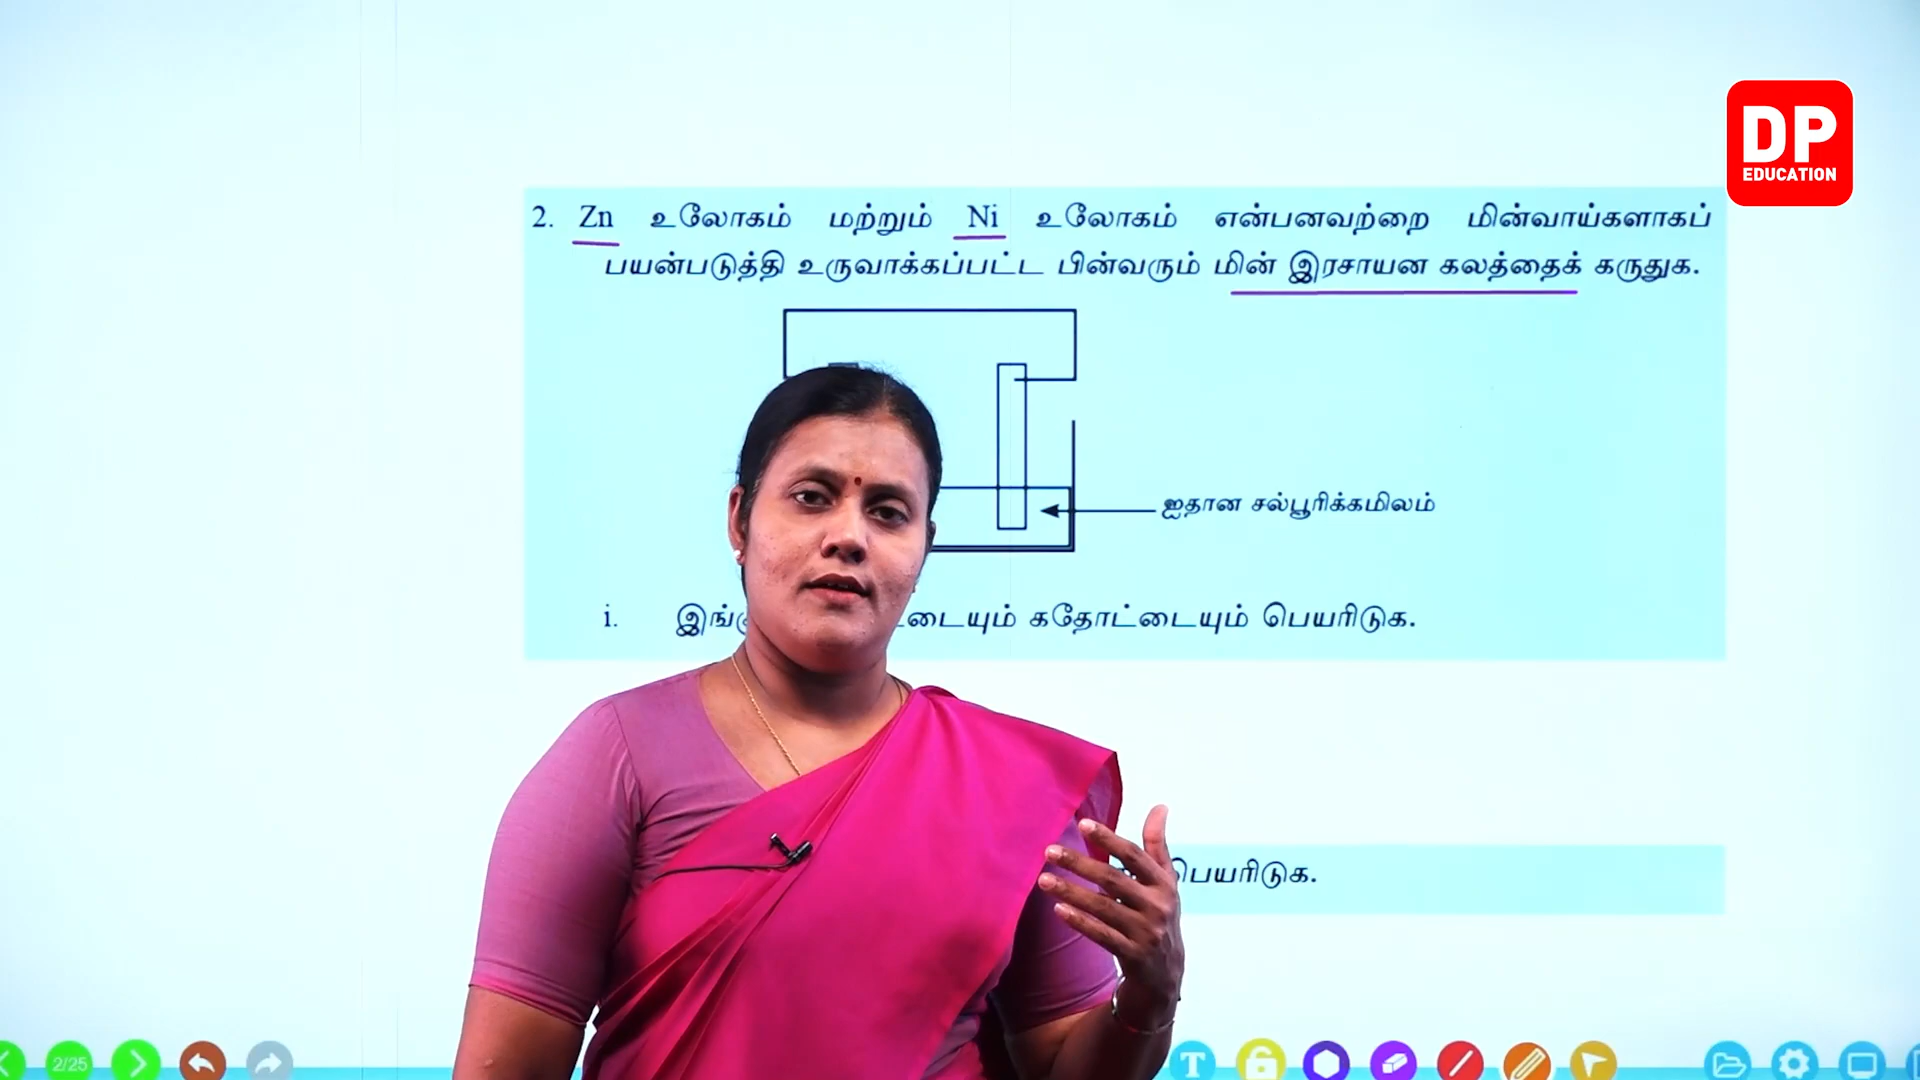 DP
EDUCATION
2. Zn உலோகம் மற்றும் Ni உலோகம் என்பனவற்றை மின்வாய்களாகப்
பயன்படுத்தி உருவாக்கப்பட்ட பின்வரும் மின் இரசாயன கலத்தைக் கருதுக.
ஐதான சல்பூரிக்கமிலம்
i. கதோட்டையும் பெயரிடுக.
பெயரிடுக.
2/25
T